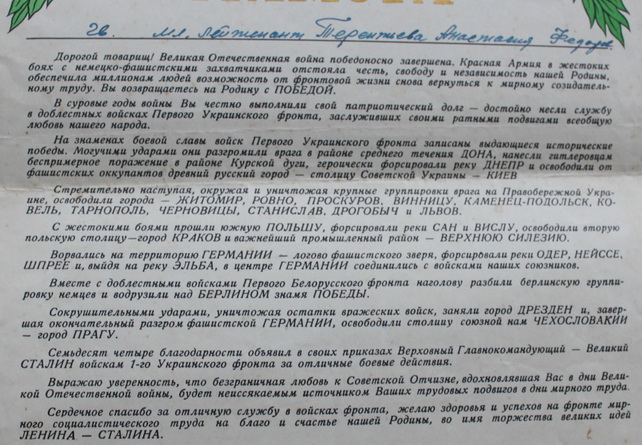 ГРАМОТА
Гв. мл. лейтенант Терентьева Анастасия Федоров
Дорогой товарищ! Великая Отечественная война победоносно завершена. Красная Армия в жестоких
боях с немецко-фашистскими захватчиками отстояла честь, свободу и независимость нашей Родины,
обеспечила миллионам людей возможность от фронтовой жизни снова вернуться к мирному созидатель-
ному труду. Вы возвращаетесь на Родину с ПОБЕДОЙ.
В суровые годы войны Вы честно выполнили свой патриотический долг — достойно несли службу
в доблестных войсках Первого Украинского фронта, заслуживших своими ратными подвигами всеобщую
любовь нашего народа.
На знаменах боевой славы войск Первого Украинского фронта записаны выдающиеся исторические
победы. Могучими ударами они разгромили врага в районе среднего течения ДОНА, нанесли гитлеровцам
беспримерное поражение в районе Курской дуги, героически форсировали реку ДНЕПР и освободили от
фашистских оккупантов древний русский город — столицу Советской Украины — КИЕВ
Стремительно наступая, окружая и уничтожая крупные группировки врага на Правобережной Укра-
ине, освободили города — ЖИТОМИР, РОВНО, ПРОСКУРОВ, ВИННИЦУ, КАМЕНЕЦ-ПОДОЛЬСК, КО-
ВЕЛЬ, ТАРНОПОЛЬ, ЧЕРНОВИЦЫ, СТАНИСЛАВ, ДРОГОБЫЧ и ЛЬВОВ.
С жестокими боями прошли южную ПОЛЬШУ, форсировали реки САН и ВИСЛУ, освободили вторую
польскую столицу—город КРАКОВ и важнейший промышленный район — ВЕРХНЮЮ СИЛЕЗИЮ.
Ворвались на территорию ГЕРМАНИИ — логово фашистского зверя, форсировали реки ОДЕР, НЕЙССЕ,
ШПРЕЕ и, выйдя на реку ЭЛЬБА, в центре ГЕРМАНИИ соединились с войсками наших союзников.
Вместе с доблестными войсками Первого Белорусского фронта наголову разбили берлинскую группи-
ровку немцев и водрузили над БЕРЛИНОМ знамя ПОБЕДЫ.
Сокрушительными ударами, уничтожая остатки вражеских войск, заняли город ДРЕЗДЕН и, завер-
шая окончательный разгром фашистской ГЕРМАНИИ, освободили столицу союзной нам ЧЕХОСЛОВАКИИ
— город ПРАГУ.
Семьдесят четыре благодарности объявил в своих приказах Верховный Главнокомандующий — Великий
СТАЛИН войскам 1-го Украинского фронта за отличные боевые действия.
Выражаю уверенность, что безграничная любовь к Советской Отчизне, вдохновлявшая Вас в дни Вели-
кой Отечественной войны, будет неиссякаемым источником Ваших трудовых подвигов в дни мирного труда.
Сердечное спасибо за отличную службу в войсках фронта, желаю здоровья и успехов на фронте мир-
ного социалистического труда на благо и счастье нашей Родины, во имя торжества великих идей
ЛЕНИНА — СТАЛИНА.